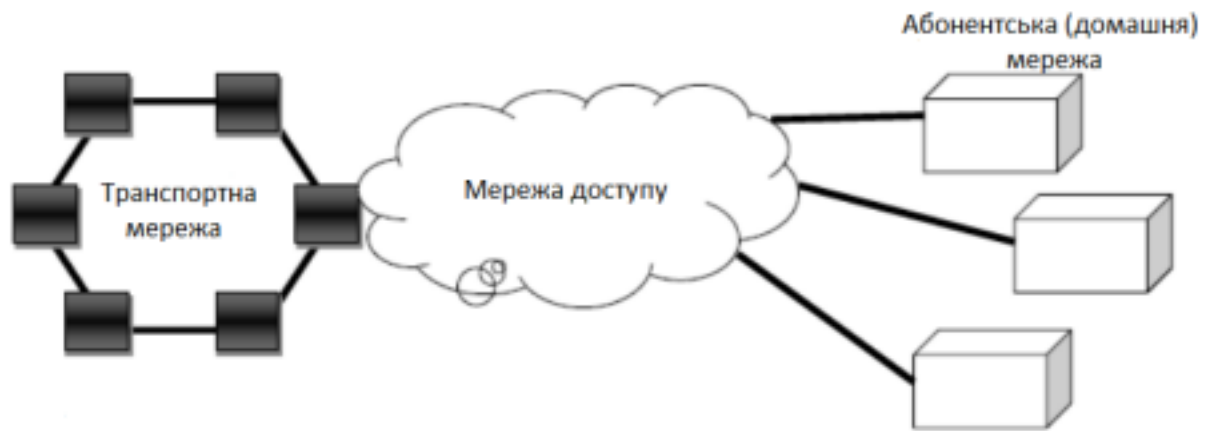 Абонентська (домашня)
мережа
Транспортна
мережа
Мережа доступу